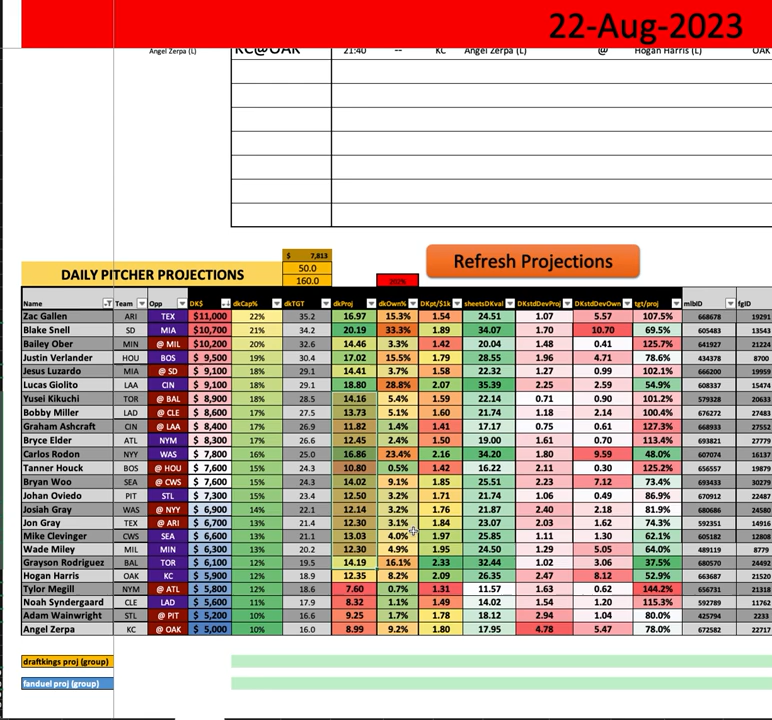 22-Aug-2023
Angel Zerpa (L) KC@OAK 21:40 -- KC Angel Zerpa (L) @ Hogan Harris (L) OAK
$ 7,813
50.0
160.0
DAILY PITCHER PROJECTIONS
Refresh Projections
Name Team Opp DK$ dkCap% dkTGT dkProj dkOwn% DKpt/$1k sheetsDKval DKstdDevProj DKstdDevOwn tgt/proj mlbID fgID
Zac Gallen ARI TEX $11,000 22% 35.2 16.97 15.3% 1.54 24.51 1.07 5.57 107.5% 668678 19291
Blake Snell SD MIA $10,700 21% 34.2 20.19 33.3% 1.89 34.07 1.70 10.70 69.5% 605483 13543
Bailey Ober MIN @ MIL $10,200 20% 32.6 14.46 3.3% 1.42 20.04 1.48 0.41 125.7% 641927 21224
Justin Verlander HOU BOS $ 9,500 19% 30.4 17.02 15.5% 1.79 28.55 1.96 4.71 78.6% 434378 8700
Jesus Luzardo MIA @ SD $ 9,100 18% 29.1 14.41 3.7% 1.58 22.32 1.27 0.99 102.1% 666200 19959
Lucas Giolito LAA CIN $ 9,100 18% 29.1 18.80 28.8% 2.07 35.39 2.25 2.59 54.9% 608337 15474
Yusei Kikuchi TOR @ BAL $ 8,900 18% 28.5 14.16 5.4% 1.59 22.14 0.71 0.90 101.2% 579328 20633
Bobby Miller LAD @ CLE $ 8,600 17% 27.5 13.73 5.1% 1.60 21.74 1.18 2.14 100.4% 676272 27483
Graham Ashcraft CIN @ LAA $ 8,400 17% 26.9 11.82 1.4% 1.41 17.17 0.75 0.61 127.3% 668933 27552
Bryce Elder ATL NYM $ 8,300 17% 26.6 12.45 2.4% 1.50 19.00 1.61 0.70 113.4% 693821 27779
Carlos Rodon NYY WAS $ 7,800 16% 25.0 16.86 23.4% 2.16 34.20 1.80 9.59 48.0% 607074 16137
Tanner Houck BOS @ HOU $ 7,600 15% 24.3 10.80 0.5% 1.42 16.22 2.11 0.30 125.2% 656557 19879
Bryan Woo SEA @ CWS $ 7,600 15% 24.3 14.02 9.1% 1.85 25.51 2.23 7.12 73.4% 693433 30279
Johan Oviedo PIT STL $ 7,300 15% 23.4 12.50 3.2% 1.71 21.74 1.06 0.49 86.9% 670912 22487
Josiah Gray WAS @ NYY $ 6,900 14% 22.1 12.14 3.2% 1.76 21.87 2.40 2.18 81.9% 680686 24580
Jon Gray TEX @ ARI $ 6,700 13% 21.4 12.30 3.1% 1.84 23.07 2.03 1.62 74.3% 592351 14916
Mike Clevinger CWS SEA $ 6,600 13% 21.1 13.03 4.0% 1.97 25.85 1.11 1.30 62.1% 605182 12808
Wade Miley MIL MIN $ 6,300 13% 20.2 12.30 4.9% 1.95 24.50 1.29 5.05 64.0% 489119 8779
Grayson Rodriguez BAL TOR $ 6,100 12% 19.5 14.19 16.1% 2.33 32.44 1.02 3.06 37.5% 680570 24492
Hogan Harris OAK KC $ 5,900 12% 18.9 12.35 8.2% 2.09 26.35 2.47 8.12 52.9% 663687 21520
Tylor Megill NYM @ ATL $ 5,800 12% 18.6 7.60 0.7% 1.31 11.57 1.63 0.62 144.2% 656731 21318
Noah Syndergaard CLE LAD $ 5,600 11% 17.9 8.32 1.1% 1.49 14.02 1.54 1.20 115.3% 592789 11762
Adam Wainwright STL @ PIT $ 5,200 10% 16.6 9.25 1.7% 1.78 18.12 2.94 1.04 80.0% 425794 2233
Angel Zerpa KC @ OAK $ 5,000 10% 16.0 8.99 9.2% 1.80 17.95 4.78 5.47 78.0% 672582 22717
draftkings proj (group)
fanduel proj (group)